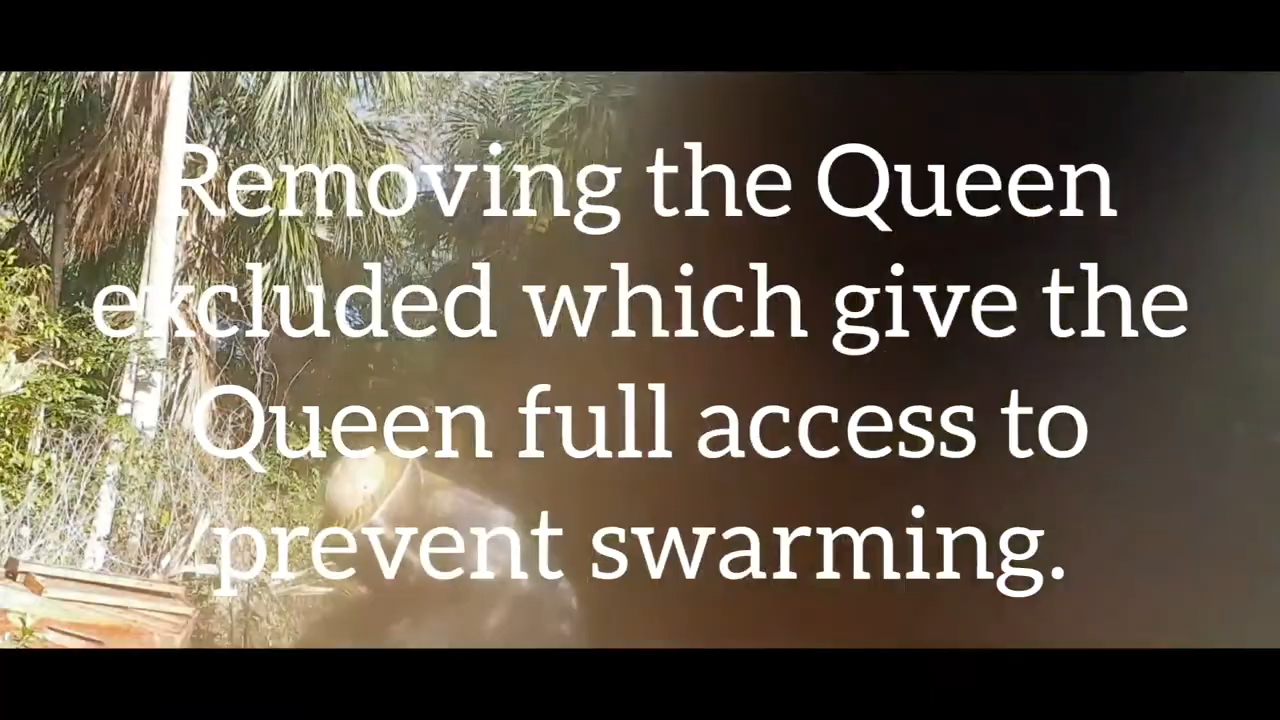 Removing the Queen
excluded which give the
Queen full access to
prevent swarming.